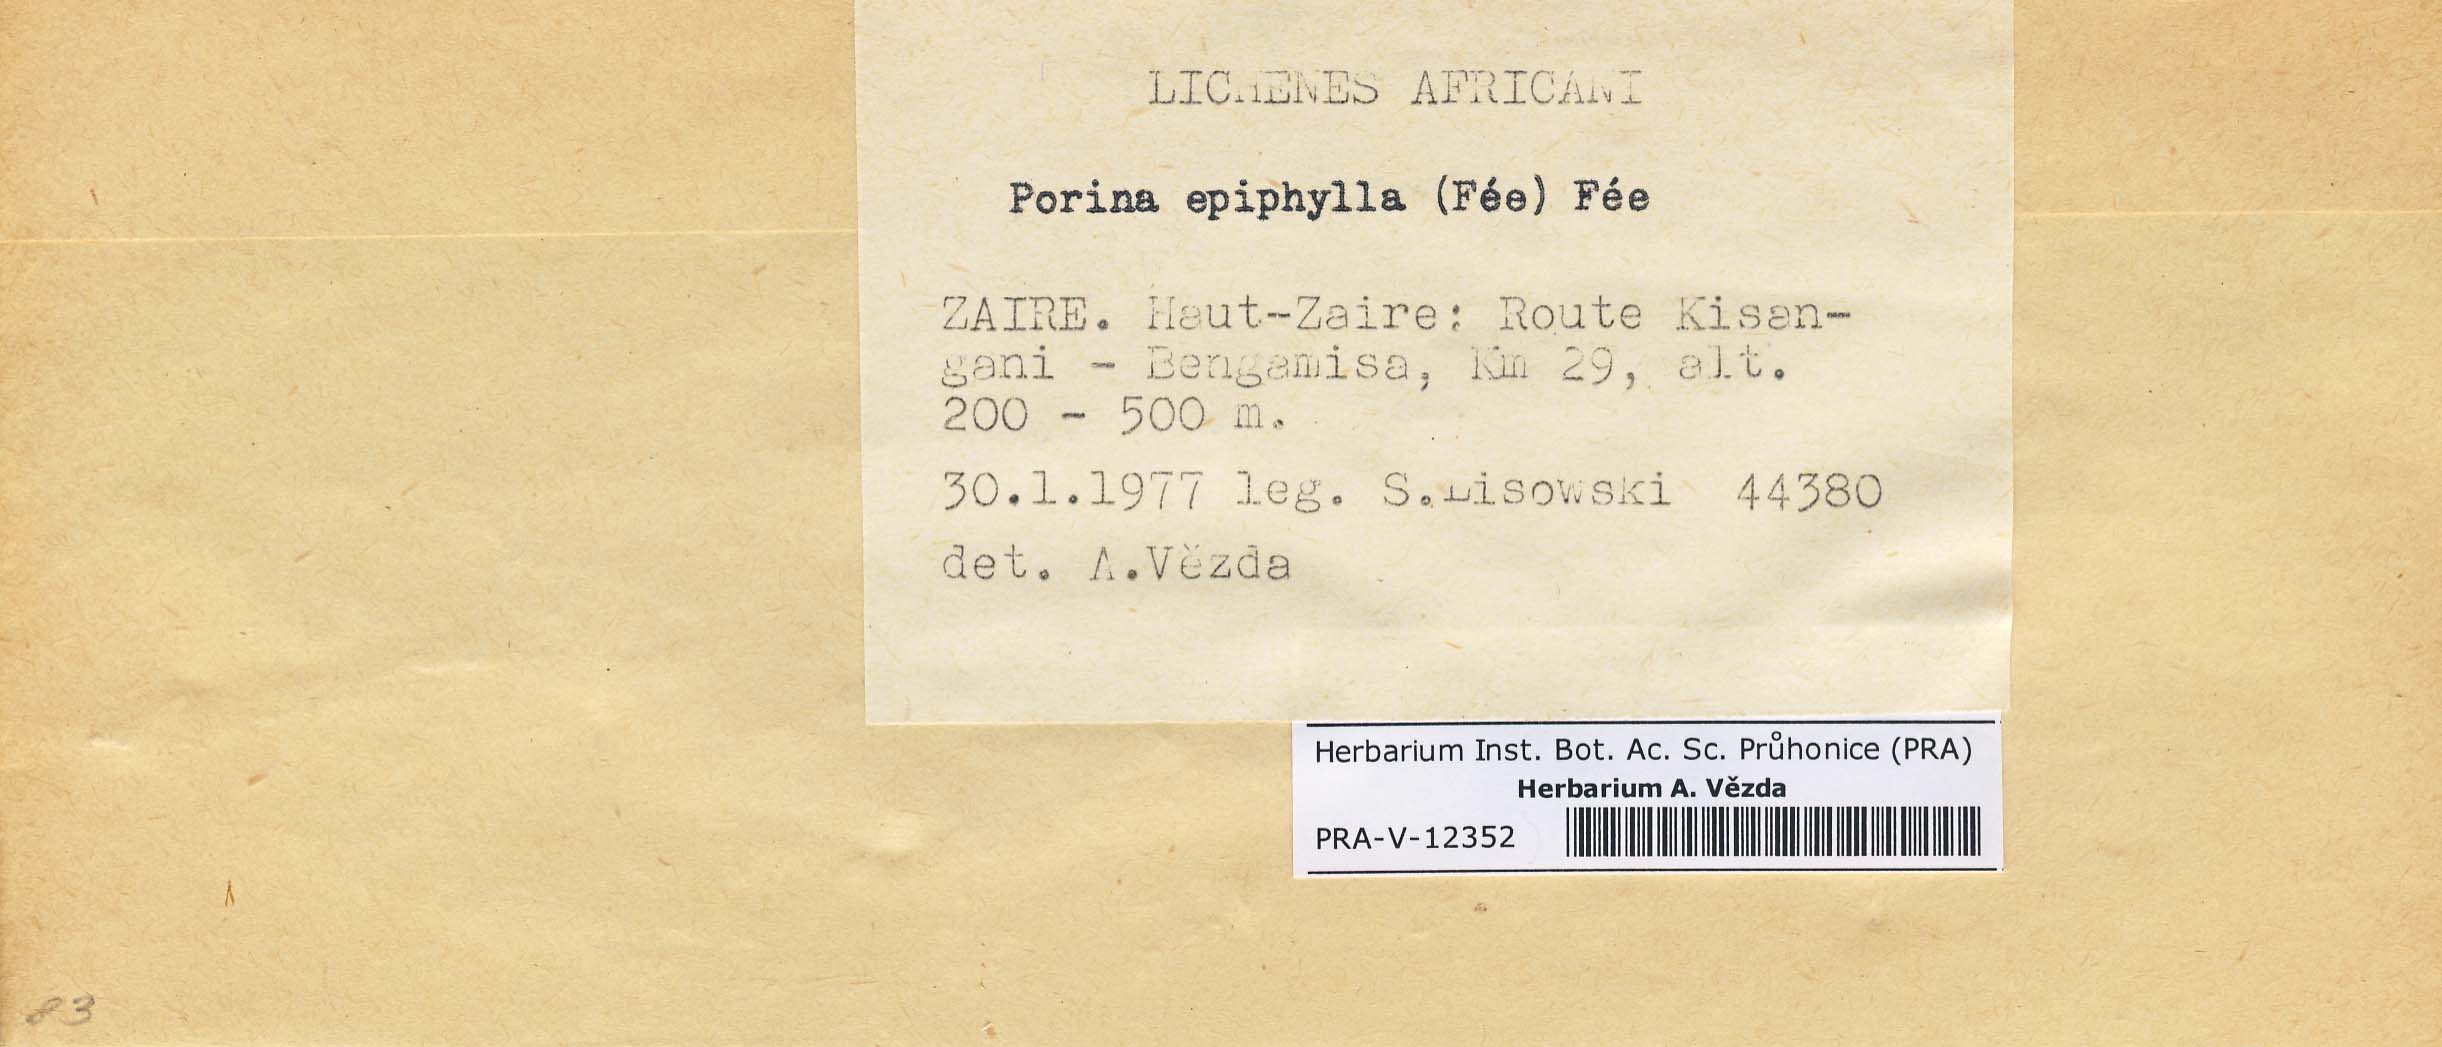 LICHENES AFRICANI
Porina epiphylla (Fée) Fée
ZAIRE. Haut-Zaire: Route Kisan-
gani - Bengamisa, Km 29, alt.
200 - 500 m.
30.1.1977 leg. S.Lisowski 44380
det. A.Vězda
Herbarium Inst. Bot. Ac. Sc. Průhonice (PRA)
Herbarium A. Vězda
PRA-V-12352
83